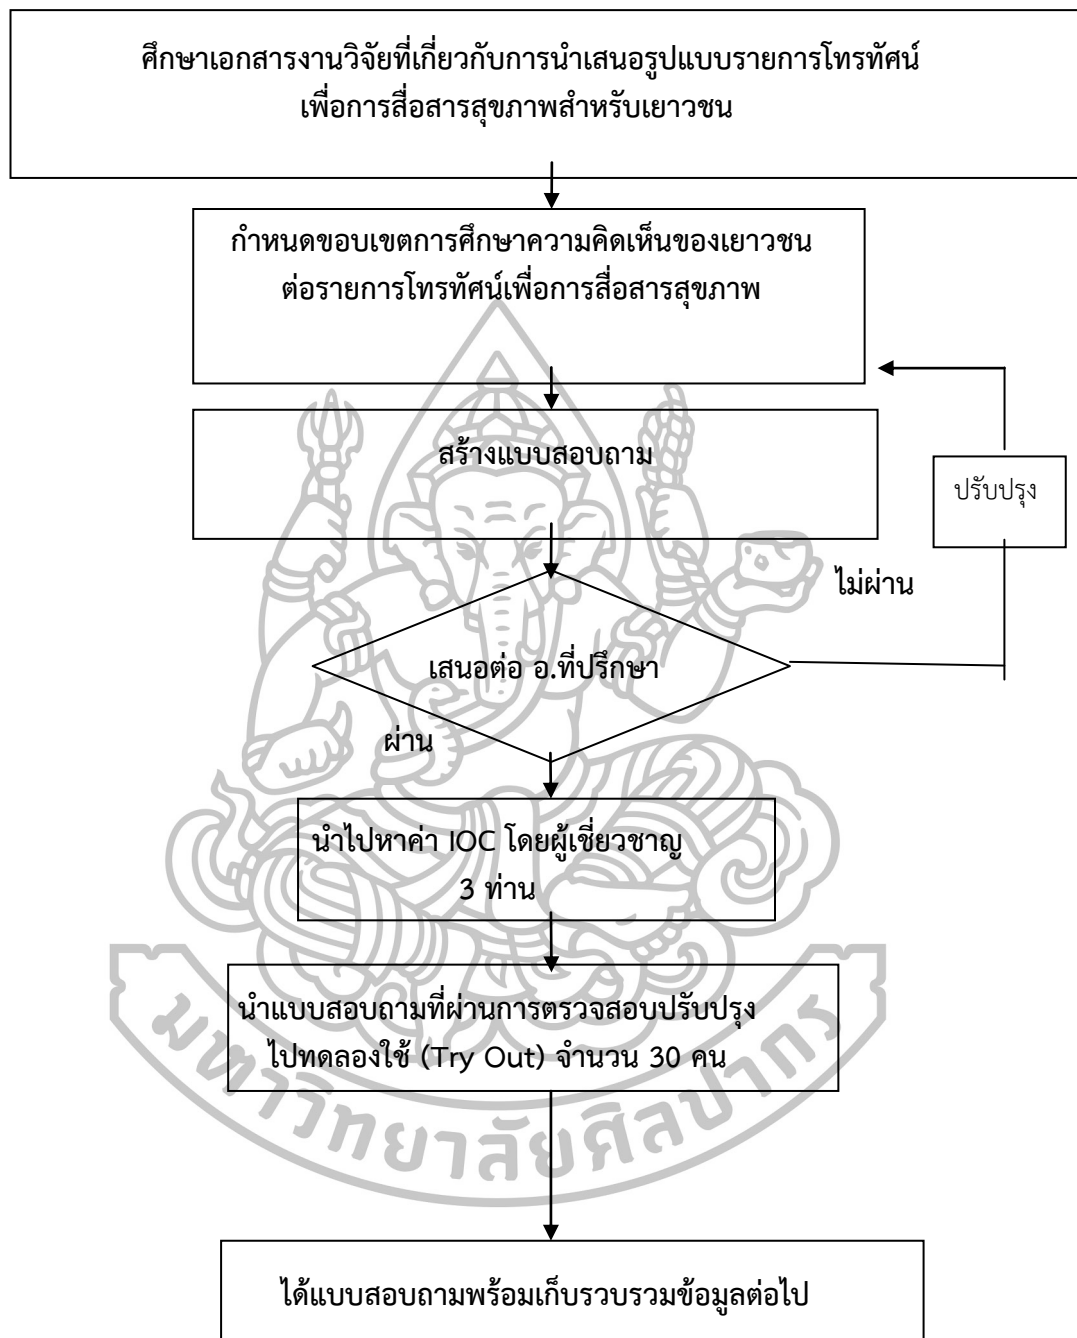 ศึกษาเอกสารงานวิจัยที่เกี่ยวกับการนำเสนอรูปแบบรายการโทรทัศน์
เพื่อการสื่อสารสุขภาพสำหรับเยาวชน
กำหนดขอบเขตการศึกษาความคิดเห็นของเยาวชน
ต่อรายการโทรทัศน์เพื่อการสื่อสารสุขภาพ
สร้างแบบสอบถาม
ปรับปรุง
ไม่ผ่าน
เสนอต่อ อ.ที่ปรึกษา
ผ่าน
นำไปหาค่า IOC โดยผู้เชี่ยวชาญ
3 ท่าน
นำแบบสอบถามที่ผ่านการตรวจสอบปรับปรุง
ไปทดลองใช้ (Try Out) จำนวน 30 คน
มหาวิทยาลัยศิลปากร
ได้แบบสอบถามพร้อมเก็บรวบรวมข้อมูลต่อไป